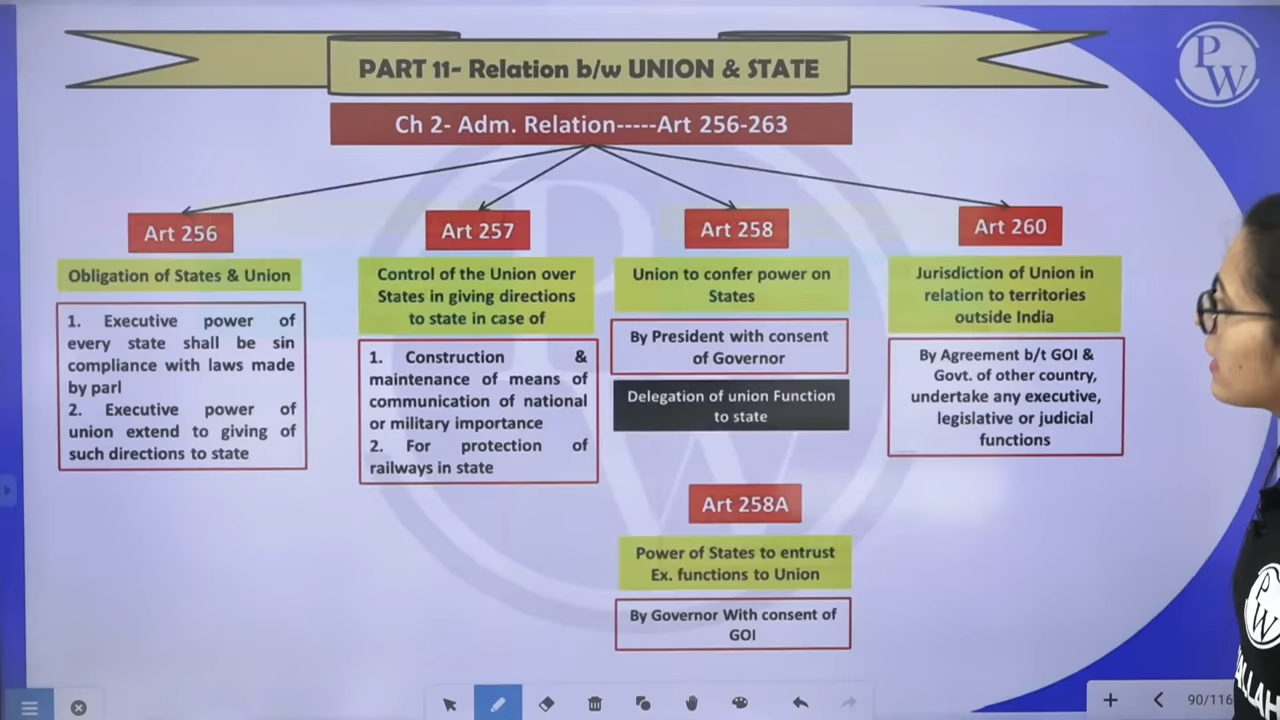 PART 11- Relation b/w UNION & STATE
Ch 2- Adm. Relation-----Art 256-263
Art 256
Obligation of States & Union
1. Executive power of
every state shall be sin
compliance with laws made
by parl
2. Executive power of
union extend to giving of
such directions to state
Art 257
Control of the Union over
States in giving directions
to state in case of
1. Construction &
maintenance of means of
communication of national
or military importance
2. For protection of
railways in state
Art 258
Union to confer power on
States
By President with consent
of Governor
Delegation of union Function
to state
Art 258A
Power of States to entrust
Ex. functions to Union
By Governor With consent of
GOI
Art 260
Jurisdiction of Union in
relation to territories
outside India
By Agreement b/t GOI &
Govt. of other country,
undertake any executive,
legislative or judicial
functions
PW
PW
90/116